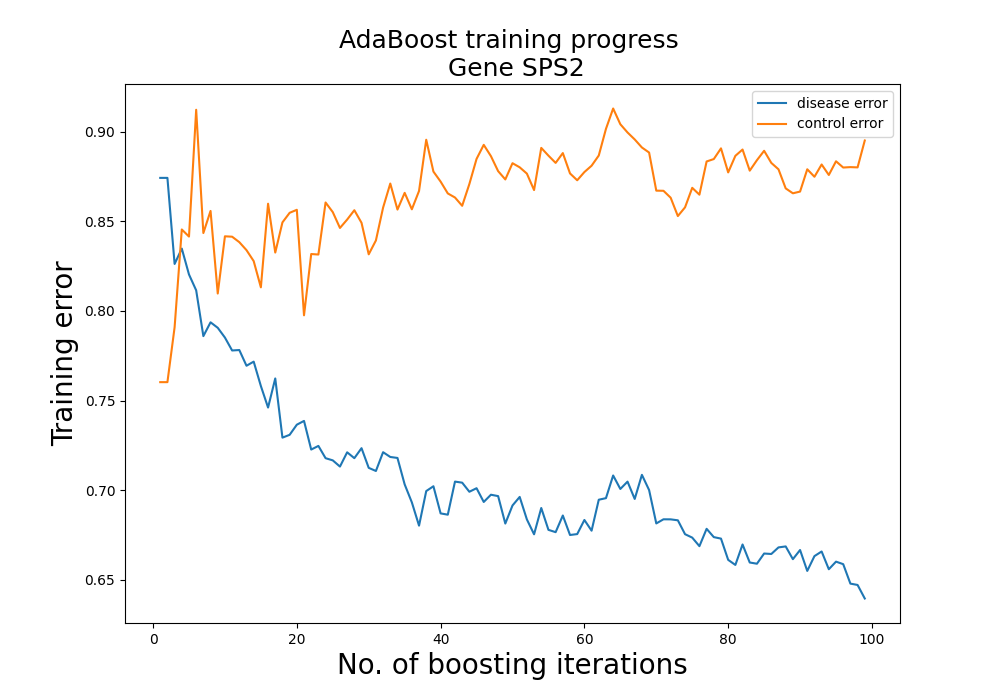 AdaBoost training progress
Gene SPS2
disease error
control error
Training error
0.90
0.85
0.80
0.75
0.70
0.65
0
20
40
60
80
100
No. of boosting iterations